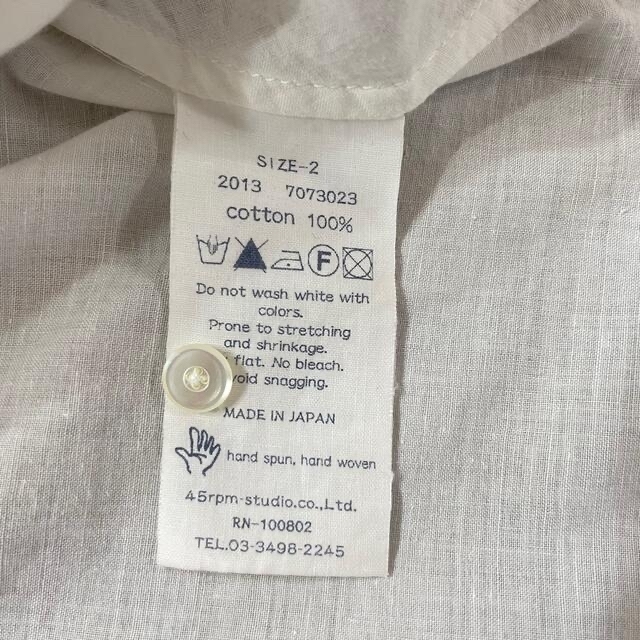 SIZE-2
2013 7073023
cotton 100%
F
Do not wash white with
colors.
Prone to stretching
and shrinkage.
flat. No bleach.
snagging.
MADE IN JAPAN
hand spun, hand woven
45rpm-studio.co.,Ltd.
RN-100802
TEL.03-3498-2245